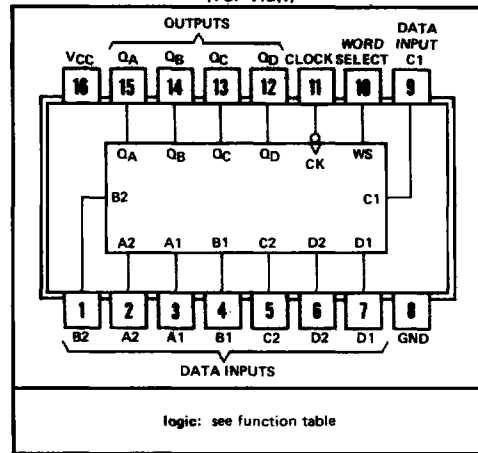 (TOP VIEW)
OUTPUTS
DATA
WORD INPUT
VCC QA QB QC QD CLOCK SELECT C1
16 15 14 13 12 11 10 9
QA QB QC QD CK WS
B2 C1
A2 A1 B1 C2 D2 D1
1 2 3 4 5 6 7 8
B2 A2 A1 B1 C2 D2 D1 GND
DATA INPUTS
logic: see function table